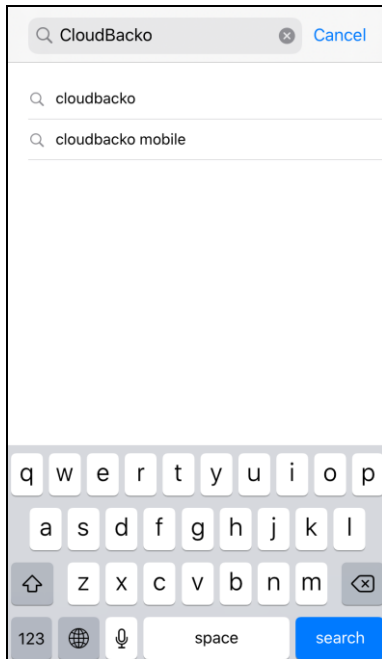 CloudBacko Cancel
cloudbacko
cloudbacko mobile
q w e r t y u i o p
a s d f g h j k l
z x c v b n m
123 space search